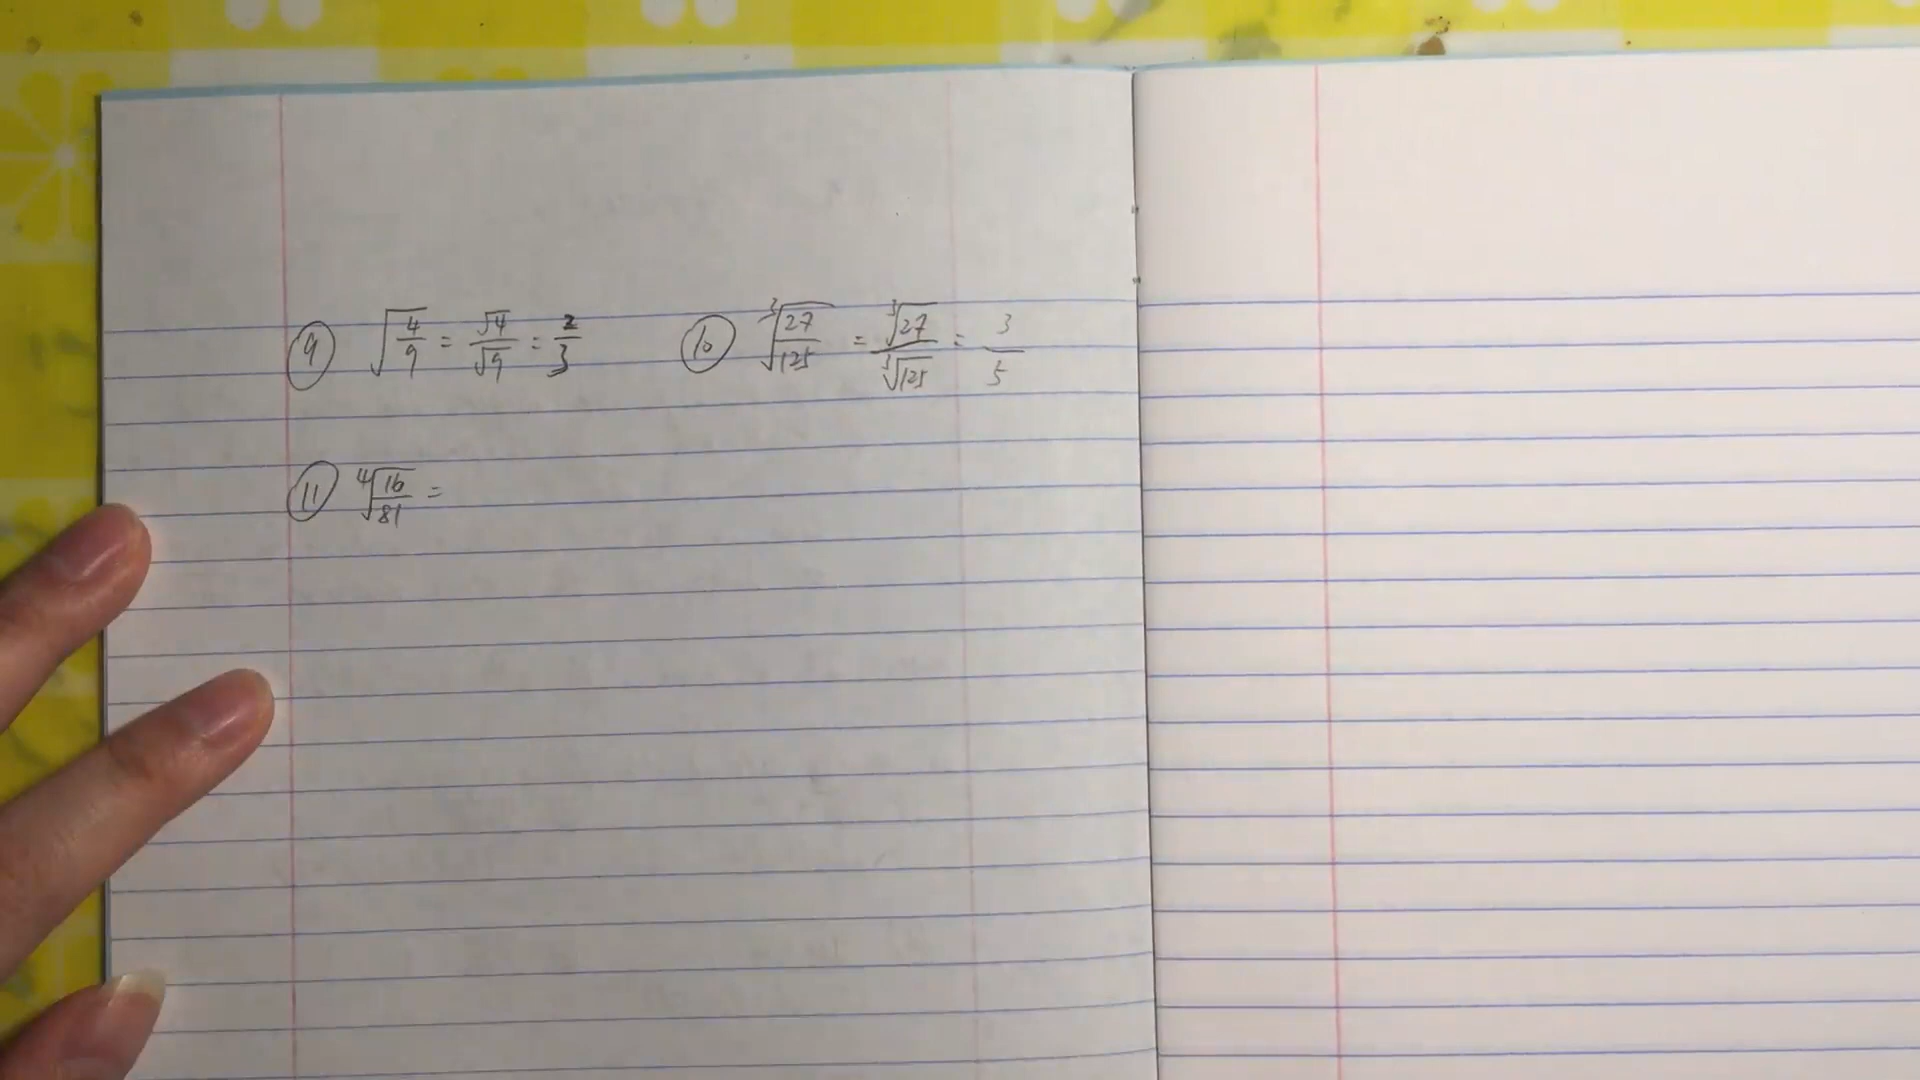 ⑨ √(4/9) = √4/√9 = 2/3 ⑩ ∛(27/125) = ∛27/∛125 = 3/5
⑪ ∜(16/81) =